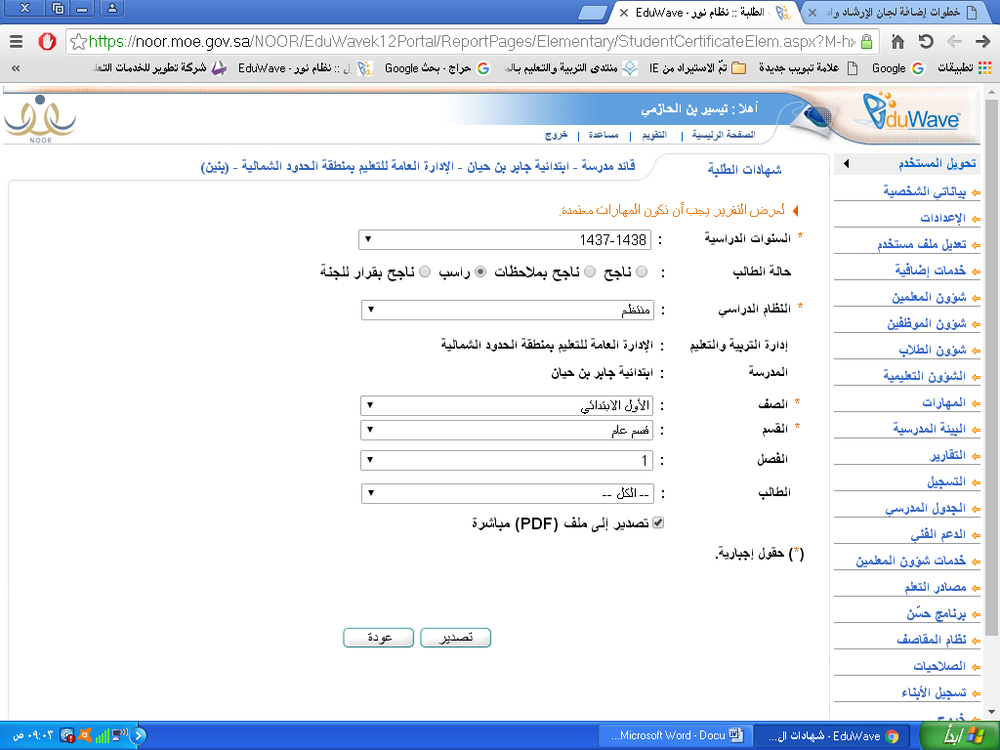 خطوات إضافة لجان الإرشاد وا
الطلبة :: نظام نور - EduWave
https://noor.moe.gov.sa/NOOR/EduWavek12Portal/ReportPages/Elementary/StudentCertificateElem.aspx?M-hx
تطبيقات
Google
علامة تبويب جديدة
تمّ الاستيراد من IE
منتدى التربية والتعليم بالمد
حراج - بحث Google
ل :: نظام نور - EduWave
شركة تطوير للخدمات التعل
»
EduWave
أهلا : تيسير بن الحازمي
NOOR
الصفحة الرئيسية | التقويم | مساعدة | خروج
تحويل المستخدم
شهادات الطلبة
قائد مدرسة - ابتدائية جابر بن حيان - الإدارة العامة للتعليم بمنطقة الحدود الشمالية - (بنين)
بياناتي الشخصية
الإعدادات
تعديل ملف مستخدم
خدمات إضافية
شؤون المعلمين
شؤون الموظفين
شؤون الطلاب
الشؤون التعليمية
المهارات
البيئة المدرسية
التقارير
التسجيل
الجدول المدرسي
الدعم الفني
خدمات شؤون المعلمين
مصادر التعلم
برنامج حسّن
نظام المقاصف
الصلاحيات
تسجيل الأبناء
خروج
لعرض التقرير يجب أن تكون المهارات معتمدة.
* السنوات الدراسية : 1437-1438
حالة الطالب : ناجح ناجح بملاحظات راسب ناجح بقرار للجنة
* النظام الدراسي : منتظم
إدارة التربية والتعليم : الإدارة العامة للتعليم بمنطقة الحدود الشمالية
المدرسة : ابتدائية جابر بن حيان
* الصف : الأول الابتدائي
* القسم : قسم عام
الفصل : 1
الطالب : -- الكل --
تصدير إلى ملف (PDF) مباشرة
(*) حقول إجبارية.
تصدير عودة
ابدأ
EduWave - شهادات ال...
Microsoft Word - Docu...
٠٩:٠٣ ص